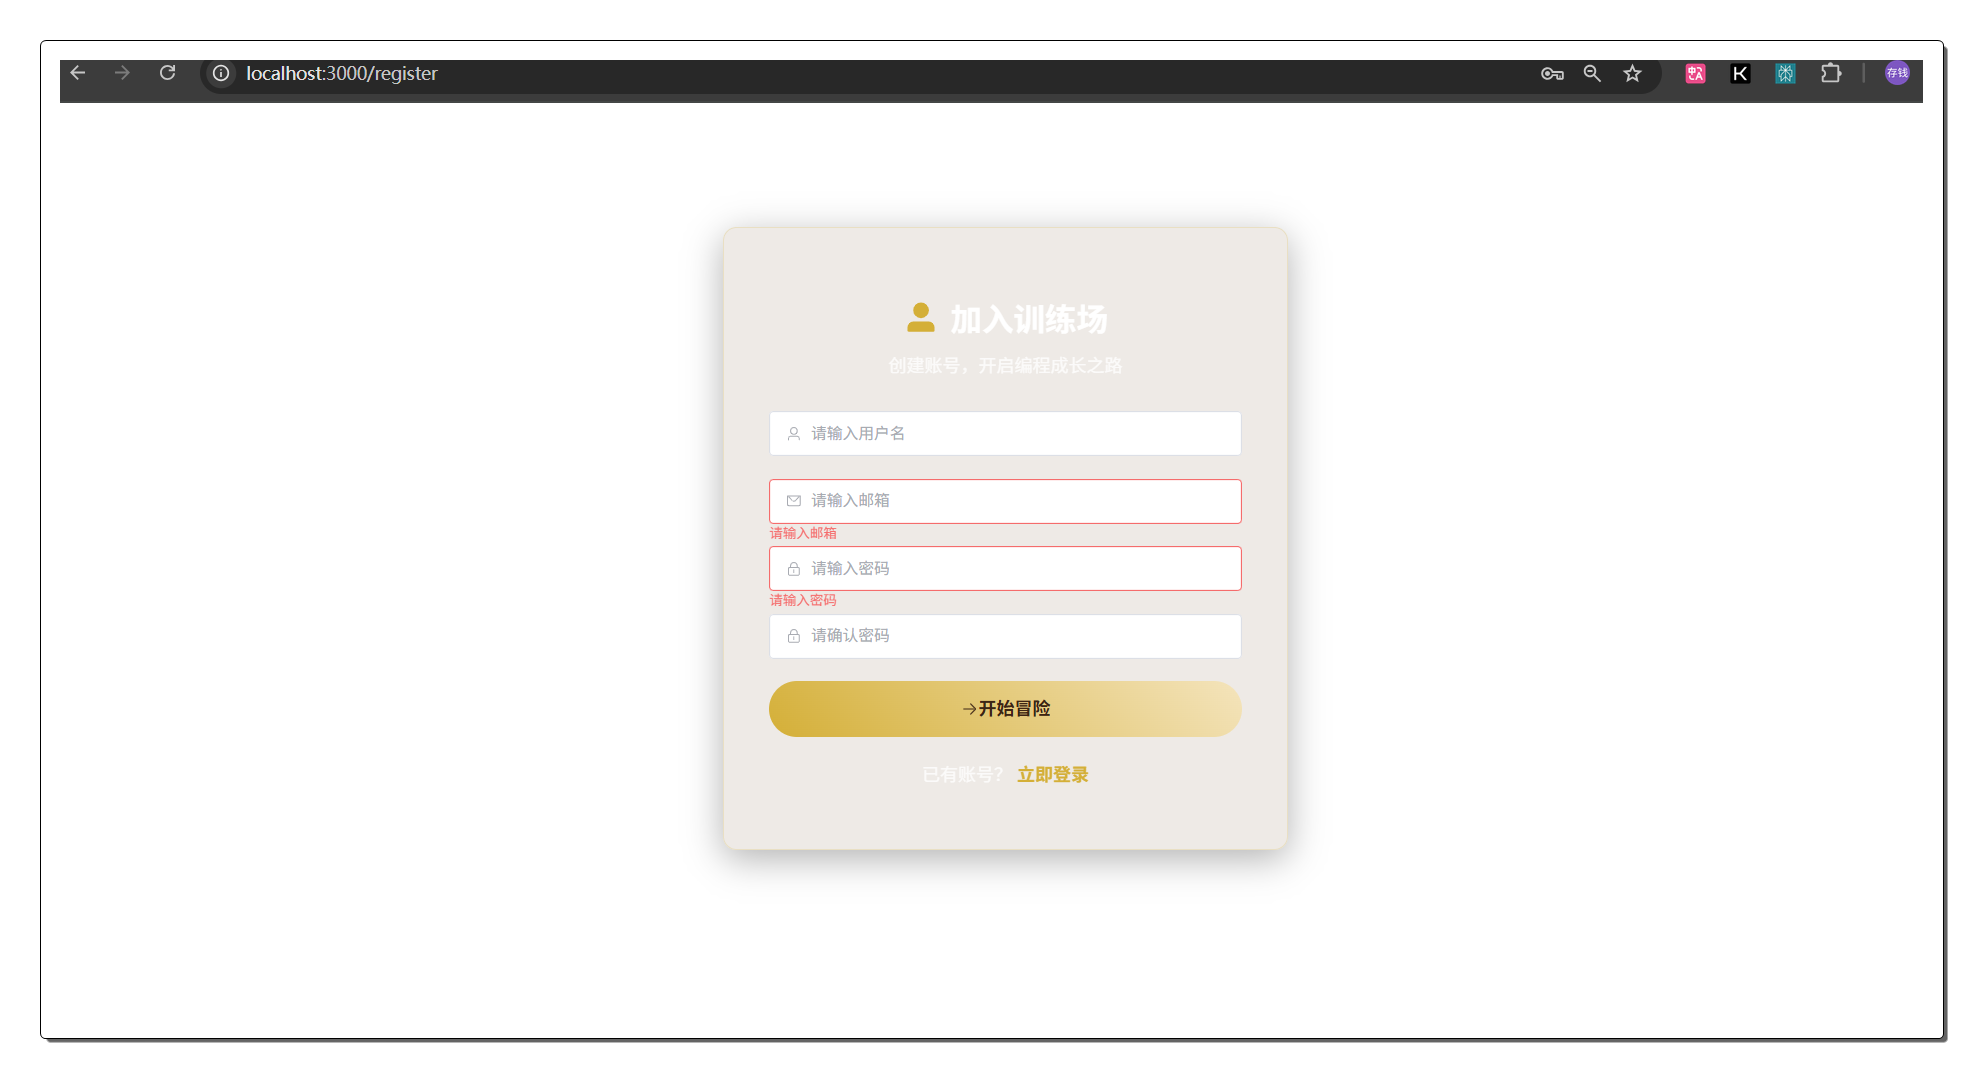 localhost:3000/register
存钱
加入训练场
创建账号，开启编程成长之路
请输入用户名
请输入邮箱
请输入邮箱
请输入密码
请输入密码
请确认密码
→开始冒险
已有账号？ 立即登录